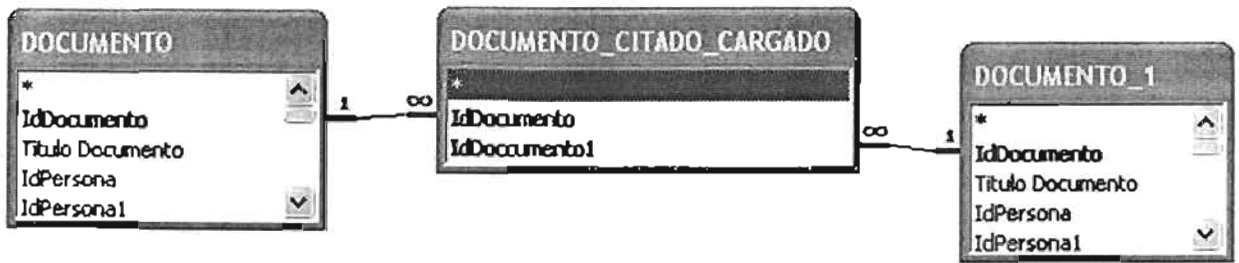 DOCUMENTO
*
IdDocumento
Titulo Documento
IdPersona
IdPersona1
1
∞
DOCUMENTO_CITADO_CARGADO
*
IdDocumento
IdDoccumento1
∞
1
DOCUMENTO_1
*
IdDocumento
Titulo Documento
IdPersona
IdPersona1